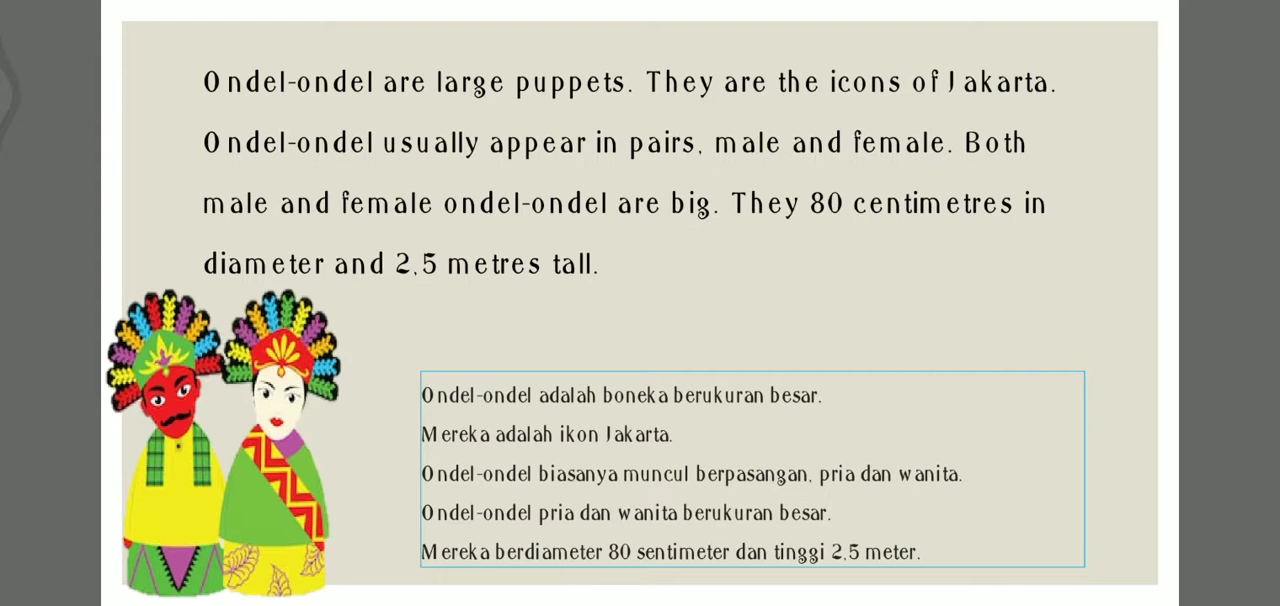 Ondel-ondel are large puppets. They are the icons of Jakarta.
Ondel-ondel usually appear in pairs, male and female. Both
male and female ondel-ondel are big. They 80 centimetres in
diameter and 2,5 metres tall.
Ondel-ondel adalah boneka berukuran besar.
Mereka adalah ikon Jakarta.
Ondel-ondel biasanya muncul berpasangan, pria dan wanita.
Ondel-ondel pria dan wanita berukuran besar.
Mereka berdiameter 80 sentimeter dan tinggi 2,5 meter.